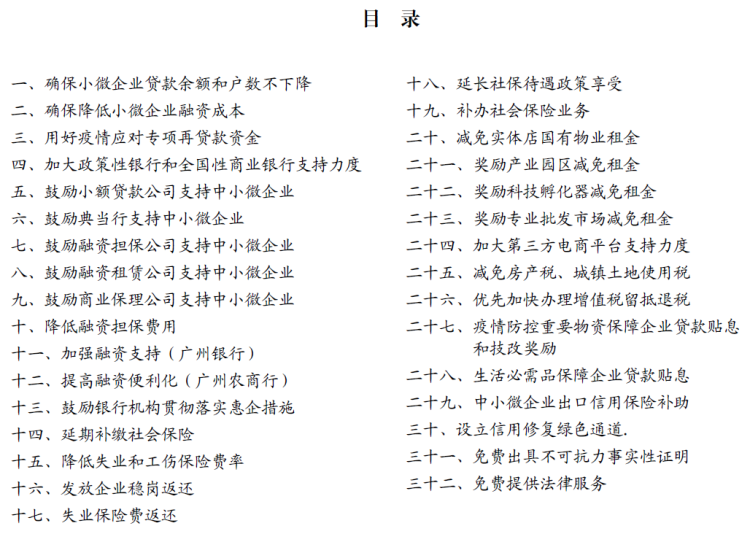 目 录
一、确保小微企业贷款余额和户数不下降
二、确保降低小微企业融资成本
三、用好疫情应对专项再贷款资金
四、加大政策性银行和全国性商业银行支持力度
五、鼓励小额贷款公司支持中小微企业
六、鼓励典当行支持中小微企业
七、鼓励融资担保公司支持中小微企业
八、鼓励融资租赁公司支持中小微企业
九、鼓励商业保理公司支持中小微企业
十、降低融资担保费用
十一、加强融资支持（广州银行）
十二、提高融资便利化（广州农商行）
十三、鼓励银行机构贯彻落实惠企措施
十四、延期补缴社会保险
十五、降低失业和工伤保险费率
十六、发放企业稳岗返还
十七、失业保险费返还
十八、延长社保待遇政策享受
十九、补办社会保险业务
二十、减免实体店国有物业租金
二十一、奖励产业园区减免租金
二十二、奖励科技孵化器减免租金
二十三、奖励专业批发市场减免租金
二十四、加大第三方电商平台支持力度
二十五、减免房产税、城镇土地使用税
二十六、优先加快办理增值税留抵退税
二十七、疫情防控重要物资保障企业贷款贴息
和技改奖励
二十八、生活必需品保障企业贷款贴息
二十九、中小微企业出口信用保险补助
三十、设立信用修复绿色通道.
三十一、免费出具不可抗力事实性证明
三十二、免费提供法律服务